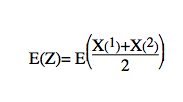 E(Z)= E(X(1)+X(2)/2)